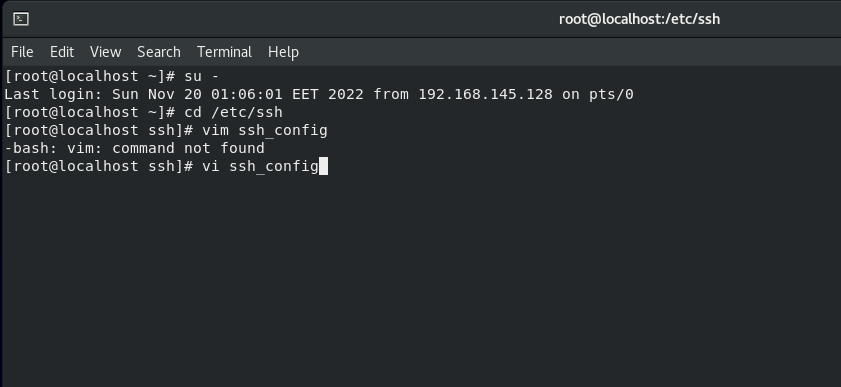 root@localhost:/etc/ssh
File Edit View Search Terminal Help
[root@localhost ~]# su -
Last login: Sun Nov 20 01:06:01 EET 2022 from 192.168.145.128 on pts/0
[root@localhost ~]# cd /etc/ssh
[root@localhost ssh]# vim ssh_config
-bash: vim: command not found
[root@localhost ssh]# vi ssh_config